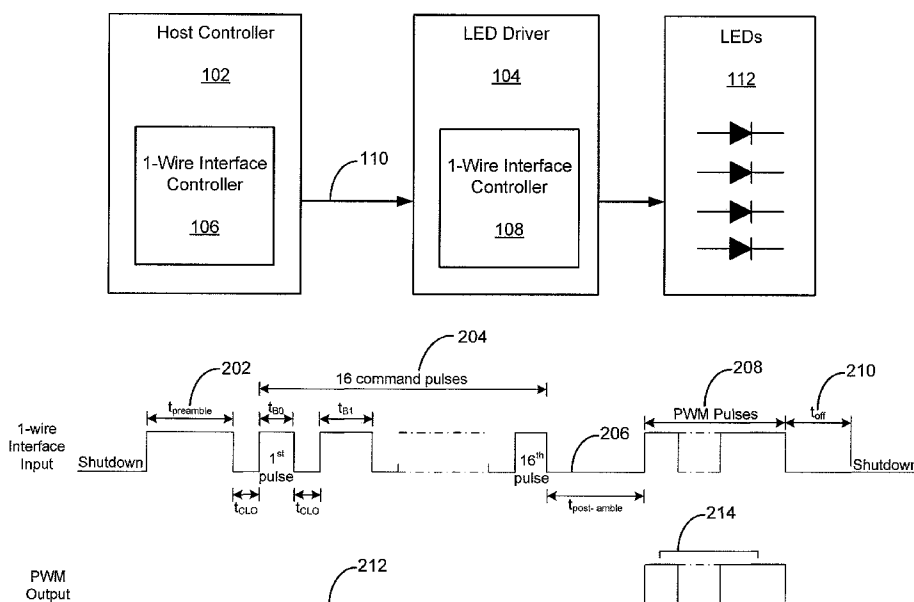 Host Controller
102
1-Wire Interface
Controller
106
110
LED Driver
104
1-Wire Interface
Controller
108
LEDs
112
202
204
208
210
16 command pulses
tpreamble
tB0
tB1
PWM Pulses
toff
1-wire
Interface
Input
Shutdown
1st
pulse
16th
pulse
206
Shutdown
tCLO
tCLO
tpost- amble
214
PWM
Output
212